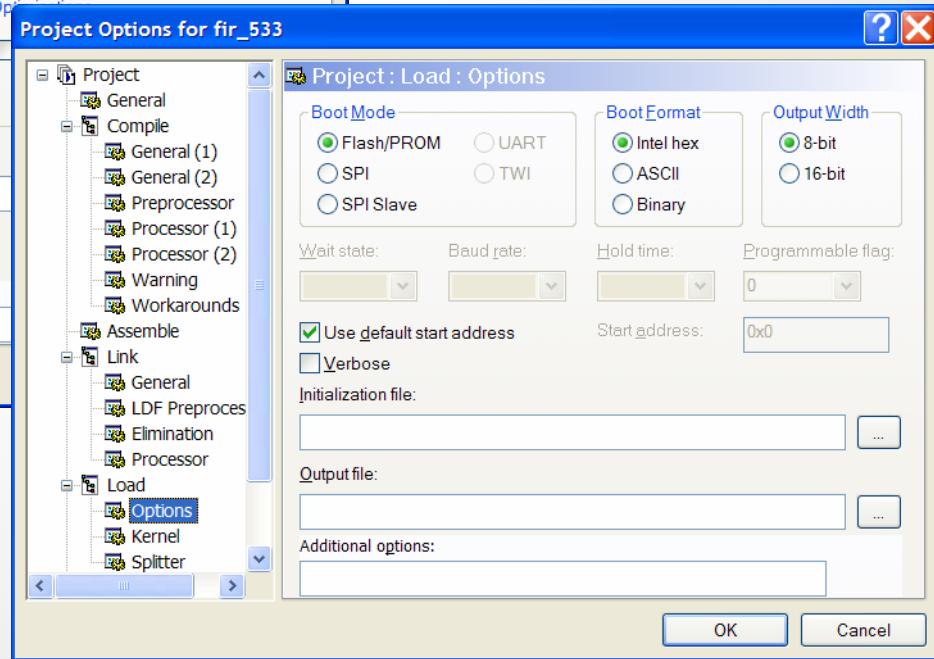 Project Options for fir_533
Project
General
Compile
General (1)
General (2)
Preprocessor
Processor (1)
Processor (2)
Warning
Workarounds
Assemble
Link
General
LDF Preproces
Elimination
Processor
Load
Options
Kernel
Splitter
Project : Load : Options
Boot Mode
Flash/PROM
UART
SPI
TWI
SPI Slave
Boot Format
Intel hex
ASCII
Binary
Output Width
8-bit
16-bit
Wait state:
Baud rate:
Hold time:
Programmable flag:
0
Use default start address
Start address:
0x0
Verbose
Initialization file:
...
Output file:
...
Additional options:
OK
Cancel